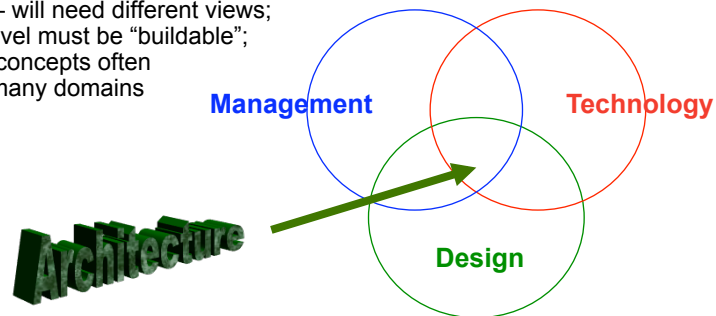 - will need different views;
vel must be “buildable”;
concepts often
many domains
Management
Technology
Architecture
Design